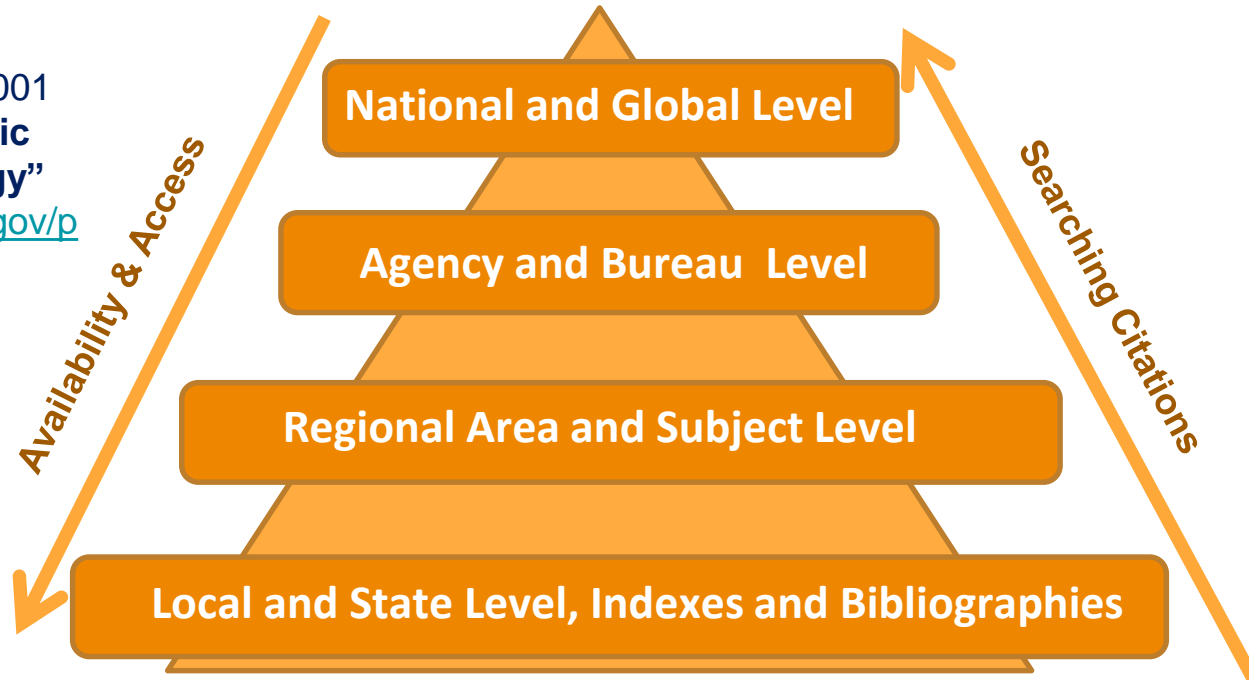 001
ic
gy”
gov/p
National and Global Level
Agency and Bureau Level
Regional Area and Subject Level
Local and State Level, Indexes and Bibliographies
Availability & Access
Searching Citations